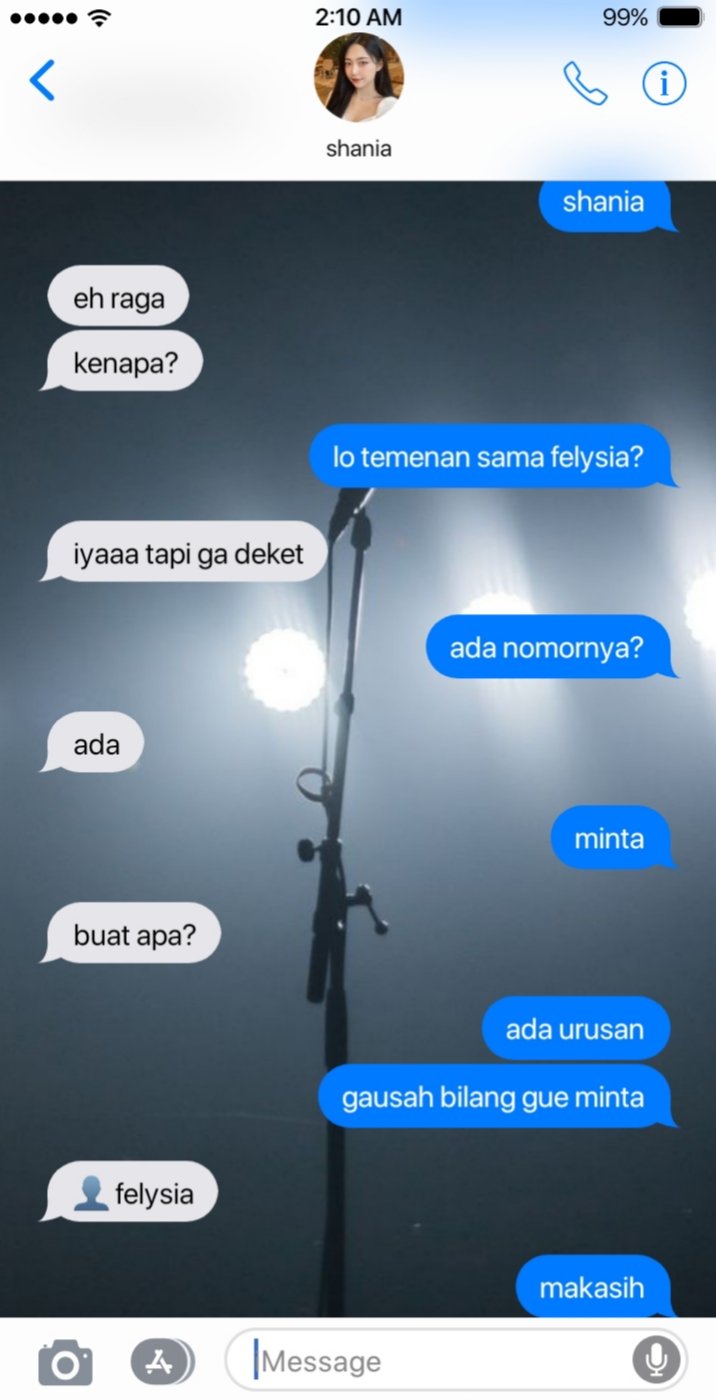 2:10 AM
99%
shania
shania
eh raga
kenapa?
lo temenan sama felysia?
iyaaa tapi ga deket
ada nomornya?
ada
minta
buat apa?
ada urusan
gausah bilang gue minta
👤 felysia
makasih
Message